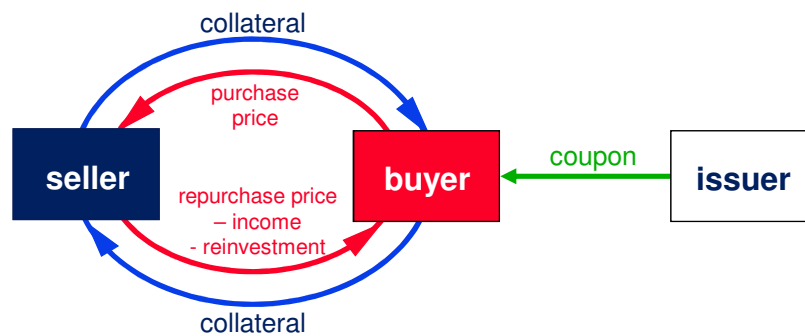 collateral
purchase
price
seller
buyer
coupon
issuer
repurchase price
– income
- reinvestment
collateral